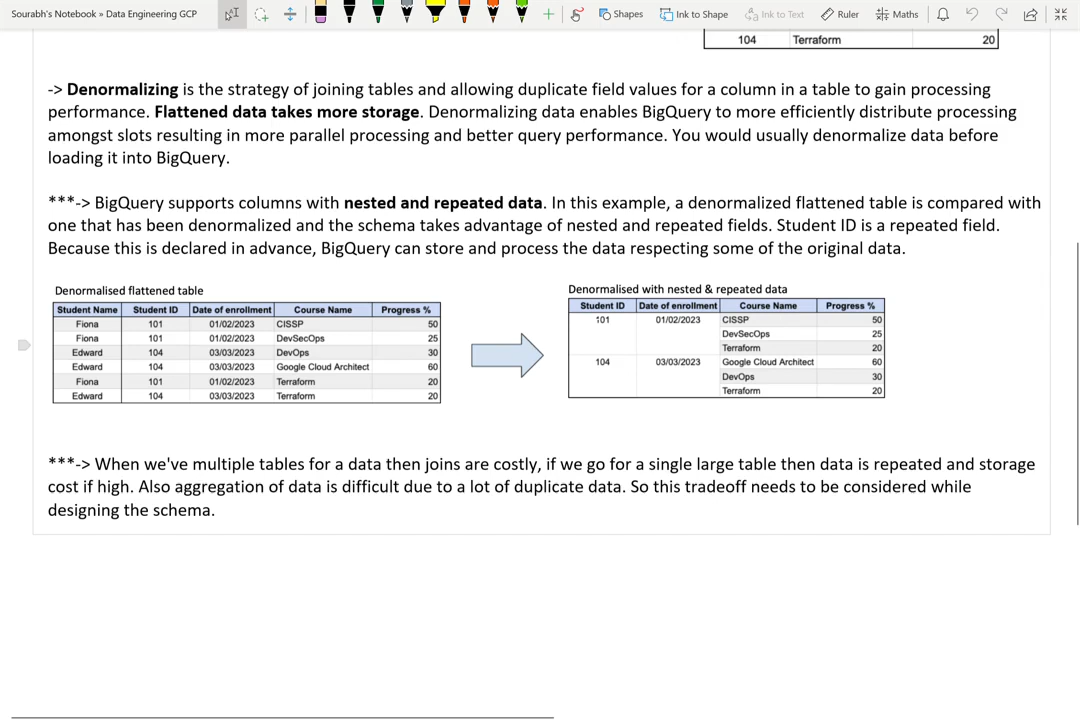 Sourabh's Notebook » Data Engineering GCP
Shapes
Ink to Shape
Ink to Text
Ruler
Maths
104 Terraform 20
-> Denormalizing is the strategy of joining tables and allowing duplicate field values for a column in a table to gain processing
performance. Flattened data takes more storage. Denormalizing data enables BigQuery to more efficiently distribute processing
amongst slots resulting in more parallel processing and better query performance. You would usually denormalize data before
loading it into BigQuery.
***-> BigQuery supports columns with nested and repeated data. In this example, a denormalized flattened table is compared with
one that has been denormalized and the schema takes advantage of nested and repeated fields. Student ID is a repeated field.
Because this is declared in advance, BigQuery can store and process the data respecting some of the original data.
Denormalised flattened table
Student Name Student ID Date of enrollment Course Name Progress %
Fiona 101 01/02/2023 CISSP 50
Fiona 101 01/02/2023 DevSecOps 25
Edward 104 03/03/2023 DevOps 30
Edward 104 03/03/2023 Google Cloud Architect 60
Fiona 101 01/02/2023 Terraform 20
Edward 104 03/03/2023 Terraform 20
Denormalised with nested & repeated data
Student ID Date of enrollment Course Name Progress %
101 01/02/2023 CISSP 50
DevSecOps 25
Terraform 20
104 03/03/2023 Google Cloud Architect 60
DevOps 30
Terraform 20
***-> When we've multiple tables for a data then joins are costly, if we go for a single large table then data is repeated and storage
cost if high. Also aggregation of data is difficult due to a lot of duplicate data. So this tradeoff needs to be considered while
designing the schema.